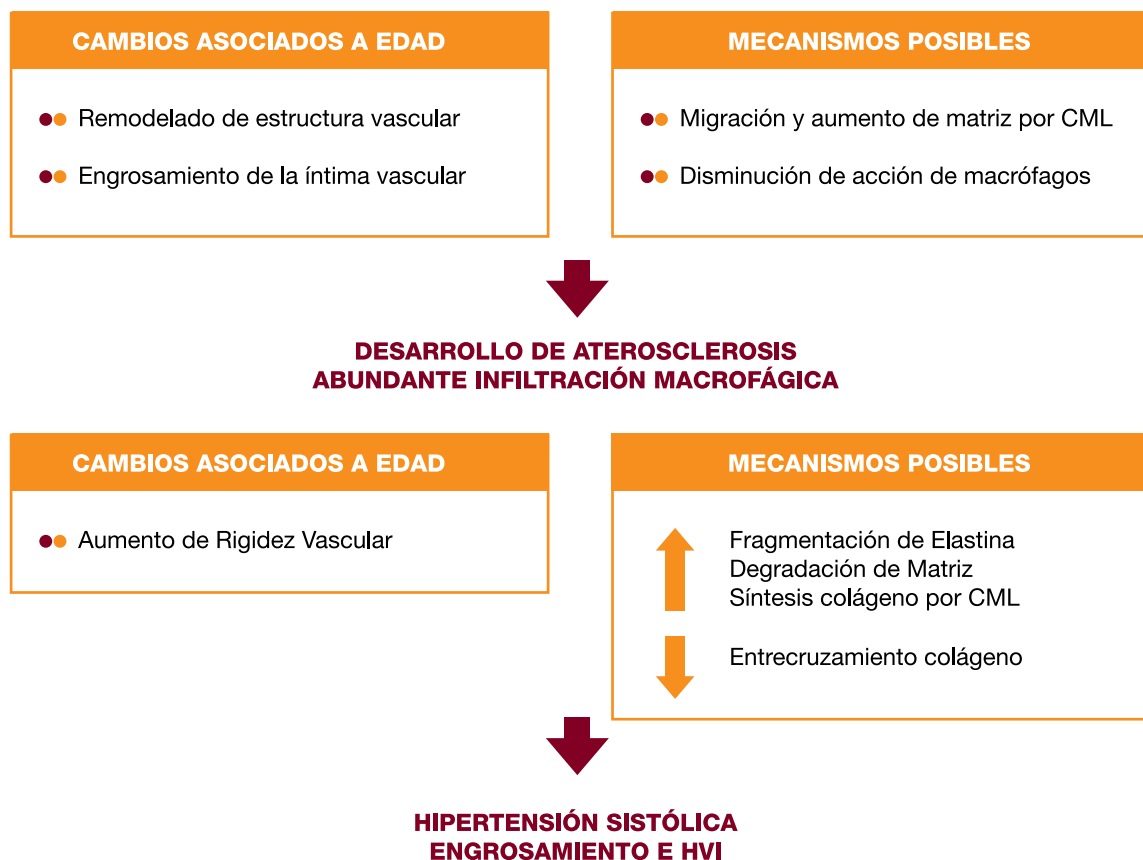 CAMBIOS ASOCIADOS A EDAD
Remodelado de estructura vascular
Engrosamiento de la íntima vascular
MECANISMOS POSIBLES
Migración y aumento de matriz por CML
Disminución de acción de macrófagos
DESARROLLO DE ATEROSCLEROSIS
ABUNDANTE INFILTRACIÓN MACROFÁGICA
CAMBIOS ASOCIADOS A EDAD
Aumento de Rigidez Vascular
MECANISMOS POSIBLES
Fragmentación de Elastina
Degradación de Matriz
Síntesis colágeno por CML
Entrecruzamiento colágeno
HIPERTENSIÓN SISTÓLICA
ENGROSAMIENTO E HVI